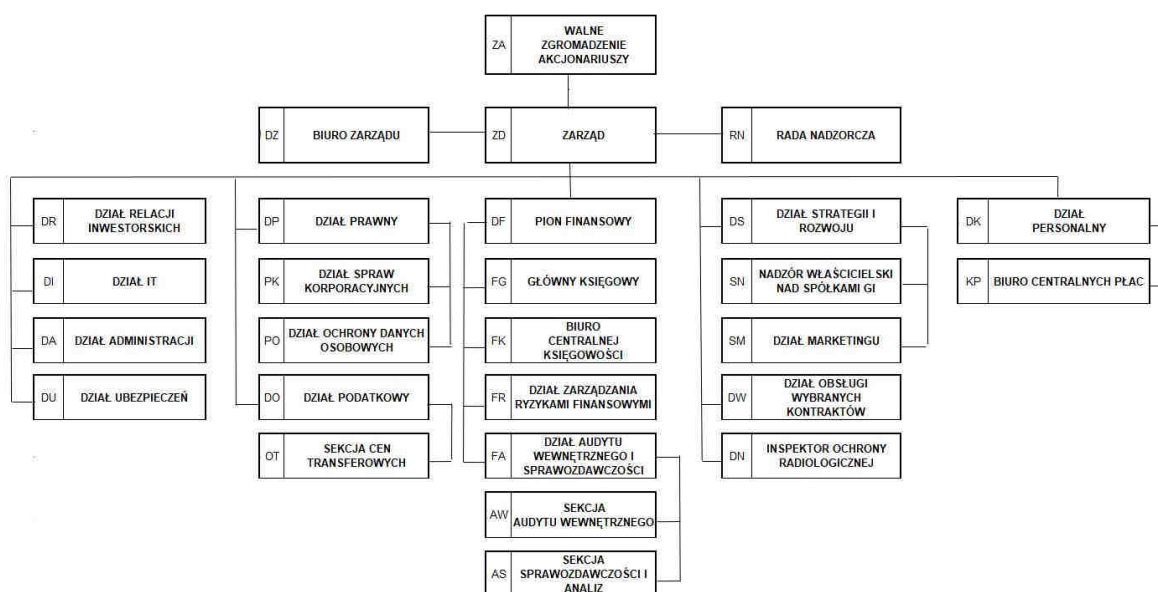 ZA
WALNE
ZGROMADZENIE
AKCJONARIUSZY
DZ
BIURO ZARZĄDU
ZD
ZARZĄD
RN
RADA NADZORCZA
DR
DZIAŁ RELACJI
INWESTORSKICH
DI
DZIAŁ IT
DA
DZIAŁ ADMINISTRACJI
DU
DZIAŁ UBEZPIECZEŃ
DP
DZIAŁ PRAWNY
PK
DZIAŁ SPRAW
KORPORACYJNYCH
PO
DZIAŁ OCHRONY DANYCH
OSOBOWYCH
DO
DZIAŁ PODATKOWY
OT
SEKCJA CEN
TRANSFEROWYCH
DF
PION FINANSOWY
FG
GŁÓWNY KSIĘGOWY
FK
BIURO
CENTRALNEJ
KSIĘGOWOŚCI
FR
DZIAŁ ZARZĄDZANIA
RYZYKAMI FINANSOWYMI
FA
DZIAŁ AUDYTU
WEWNĘTRZNEGO I
SPRAWOZDAWCZOŚCI
AW
SEKCJA
AUDYTU WEWNĘTRZNEGO
AS
SEKCJA
SPRAWOZDAWCZOŚCI I
ANALIZ
DS
DZIAŁ STRATEGII I
ROZWOJU
SN
NADZÓR WŁAŚCICIELSKI
NAD SPÓŁKAMI GI
SM
DZIAŁ MARKETINGU
DW
DZIAŁ OBSŁUGI
WYBRANYCH
KONTRAKTÓW
DN
INSPEKTOR OCHRONY
RADIOLOGICZNEJ
DK
DZIAŁ
PERSONALNY
KP
BIURO CENTRALNYCH PŁAC